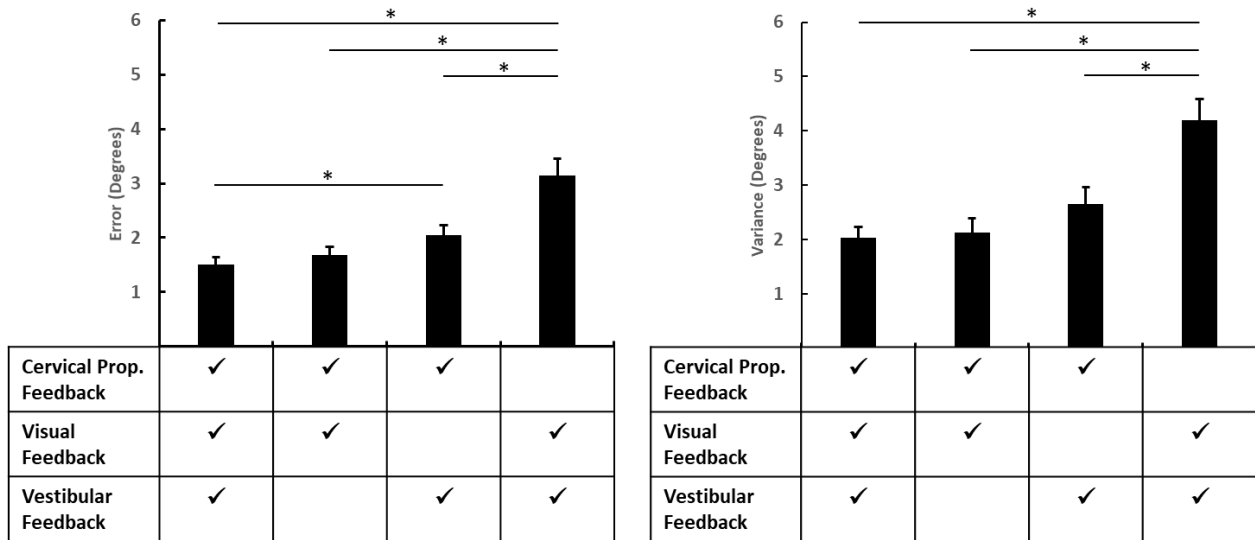 *
*
*
*
6
5
4
3
2
1
Error (Degrees)
Cervical Prop.
Feedback
✓ ✓ ✓
Visual
Feedback
✓ ✓ ✓
Vestibular
Feedback
✓ ✓ ✓
*
*
*
6
5
4
3
2
1
Variance (Degrees)
Cervical Prop.
Feedback
✓ ✓ ✓
Visual
Feedback
✓ ✓ ✓
Vestibular
Feedback
✓ ✓ ✓